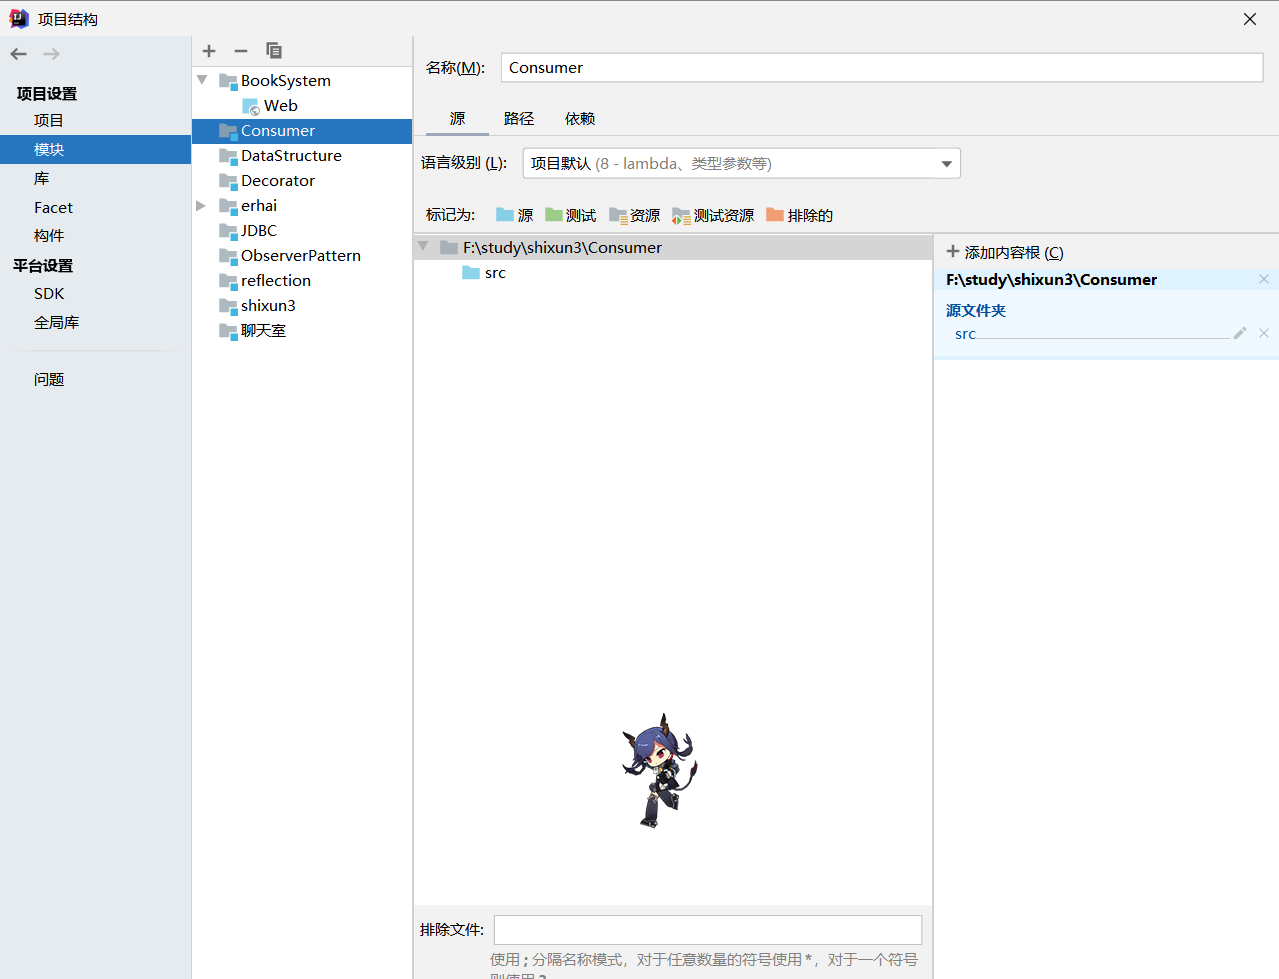 项目结构
项目设置
项目
模块
库
Facet
构件
平台设置
SDK
全局库
问题
BookSystem
Web
Consumer
DataStructure
Decorator
erhai
JDBC
ObserverPattern
reflection
shixun3
聊天室
名称(M): Consumer
源 路径 依赖
语言级别 (L): 项目默认 (8 - lambda、类型参数等)
标记为: 源 测试 资源 测试资源 排除的
F:\study\shixun3\Consumer
src
添加内容根 (C)
F:\study\shixun3\Consumer
源文件夹
src
排除文件:
使用 ; 分隔名称模式，对于任意数量的符号使用 *，对于一个符号
则使用 ?